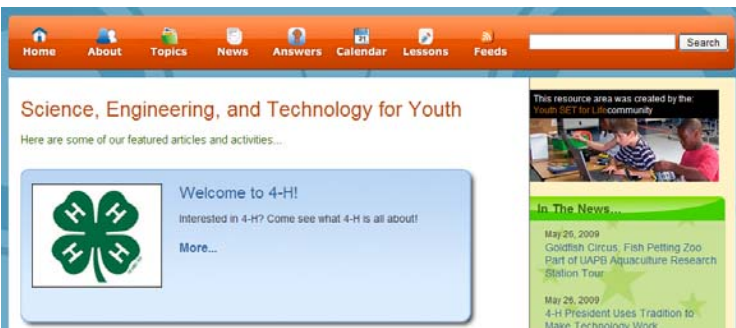 Home About Topics News Answers Calendar Lessons Feeds Search
21
Science, Engineering, and Technology for Youth
Here are some of our featured articles and activities...
H H
H H
Welcome to 4-H!
Interested in 4-H? Come see what 4-H is all about!
More...
This resource area was created by the:
Youth SET for Lifecommunity
In The News...
May 26, 2009
Goldfish Circus, Fish Petting Zoo
Part of UAPB Aquaculture Research
Station Tour
May 26, 2009
4-H President Uses Tradition to
Make Technology Work